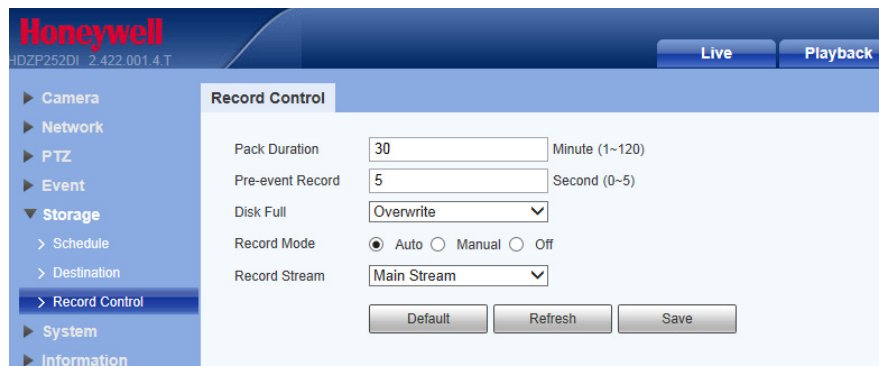 Honeywell
HDZP252DI 2.422.001.4.T
Live
Playback
Camera
Network
PTZ
Event
Storage
Schedule
Destination
Record Control
System
Information
Record Control
Pack Duration 30 Minute (1~120)
Pre-event Record 5 Second (0~5)
Disk Full Overwrite
Record Mode Auto Manual Off
Record Stream Main Stream
Default Refresh Save